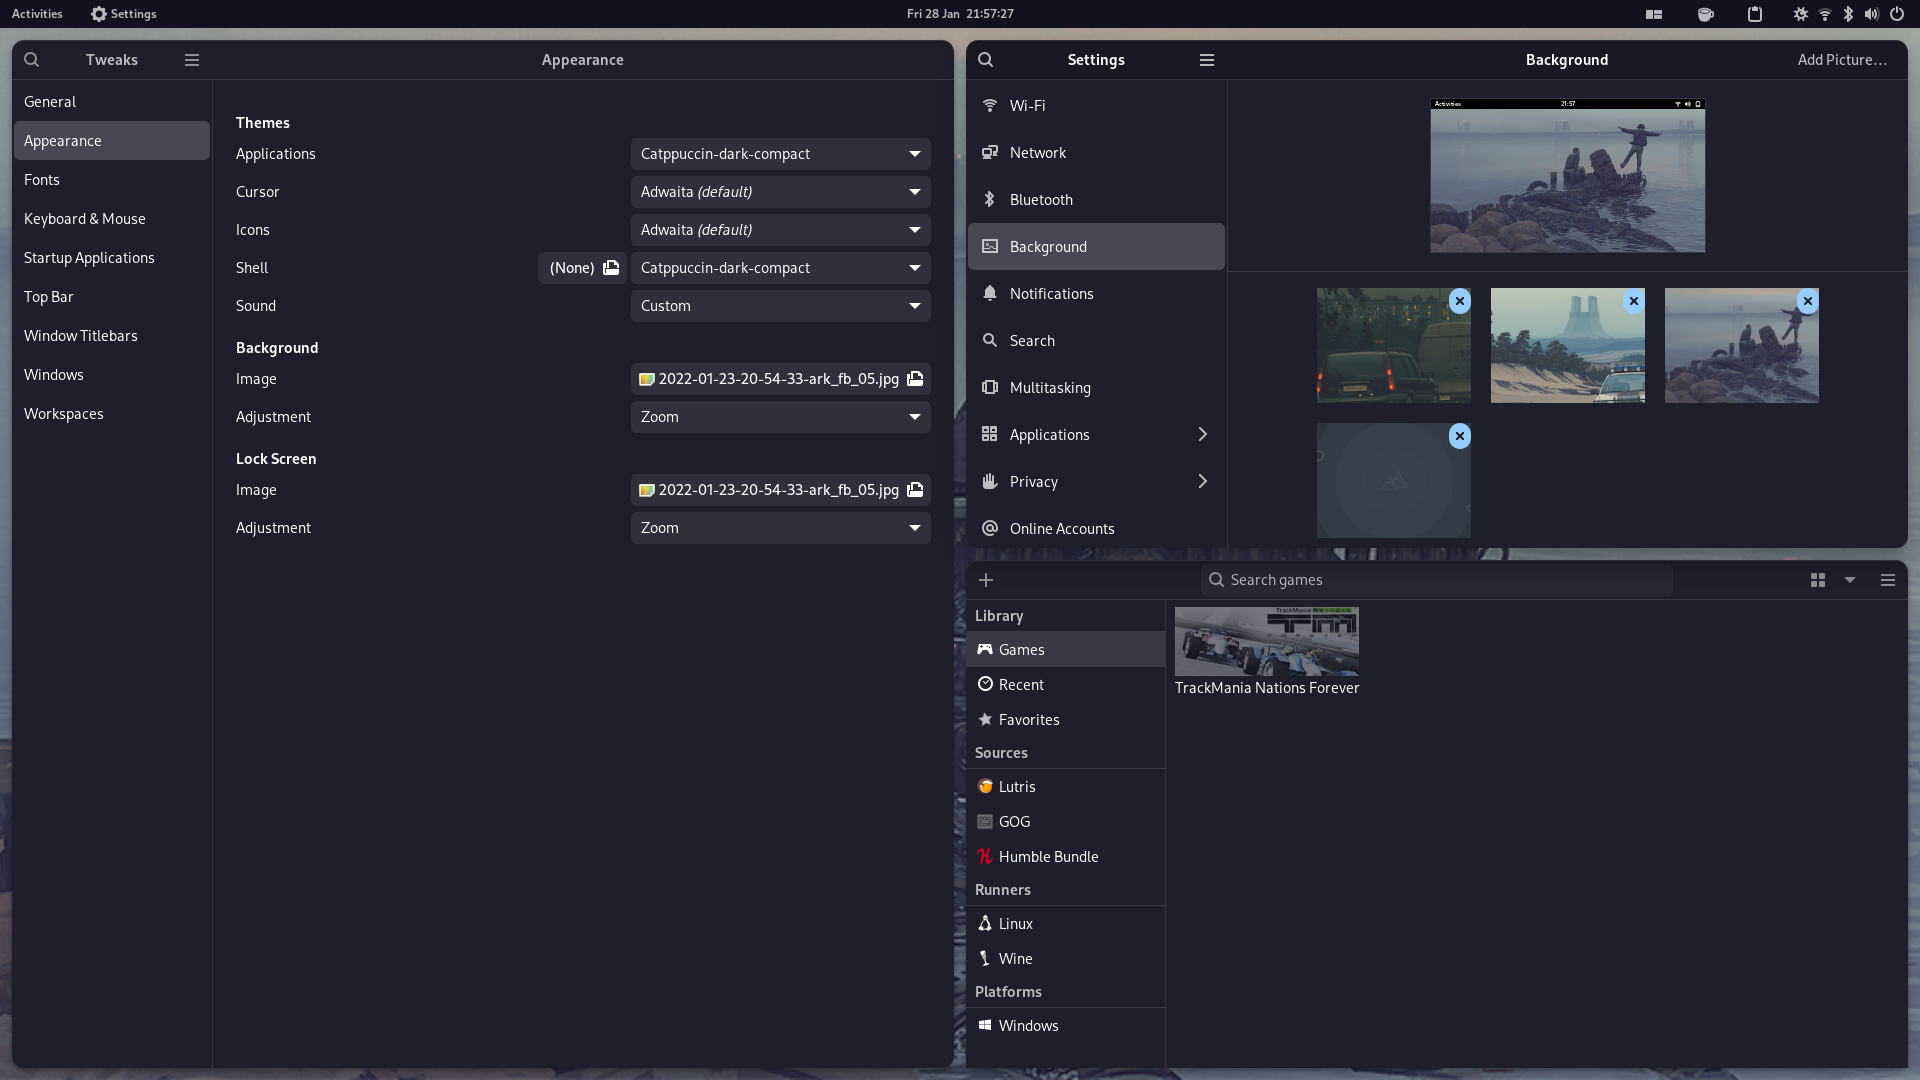 Activities
Settings
Fri 28 Jan 21:57:27
Tweaks
Appearance
General
Appearance
Fonts
Keyboard & Mouse
Startup Applications
Top Bar
Window Titlebars
Windows
Workspaces
Themes
Applications
Catppuccin-dark-compact
Cursor
Adwaita (default)
Icons
Adwaita (default)
Shell
(None)
Catppuccin-dark-compact
Sound
Custom
Background
Image
2022-01-23-20-54-33-ark_fb_05.jpg
Adjustment
Zoom
Lock Screen
Image
2022-01-23-20-54-33-ark_fb_05.jpg
Adjustment
Zoom
Settings
Background
Add Picture…
Wi-Fi
Network
Bluetooth
Background
Notifications
Search
Multitasking
Applications
Privacy
Online Accounts
Activities
21:57
Search games
Library
Games
Recent
Favorites
Sources
Lutris
GOG
Humble Bundle
Runners
Linux
Wine
Platforms
Windows
TrackMania
TM
TrackMania Nations Forever